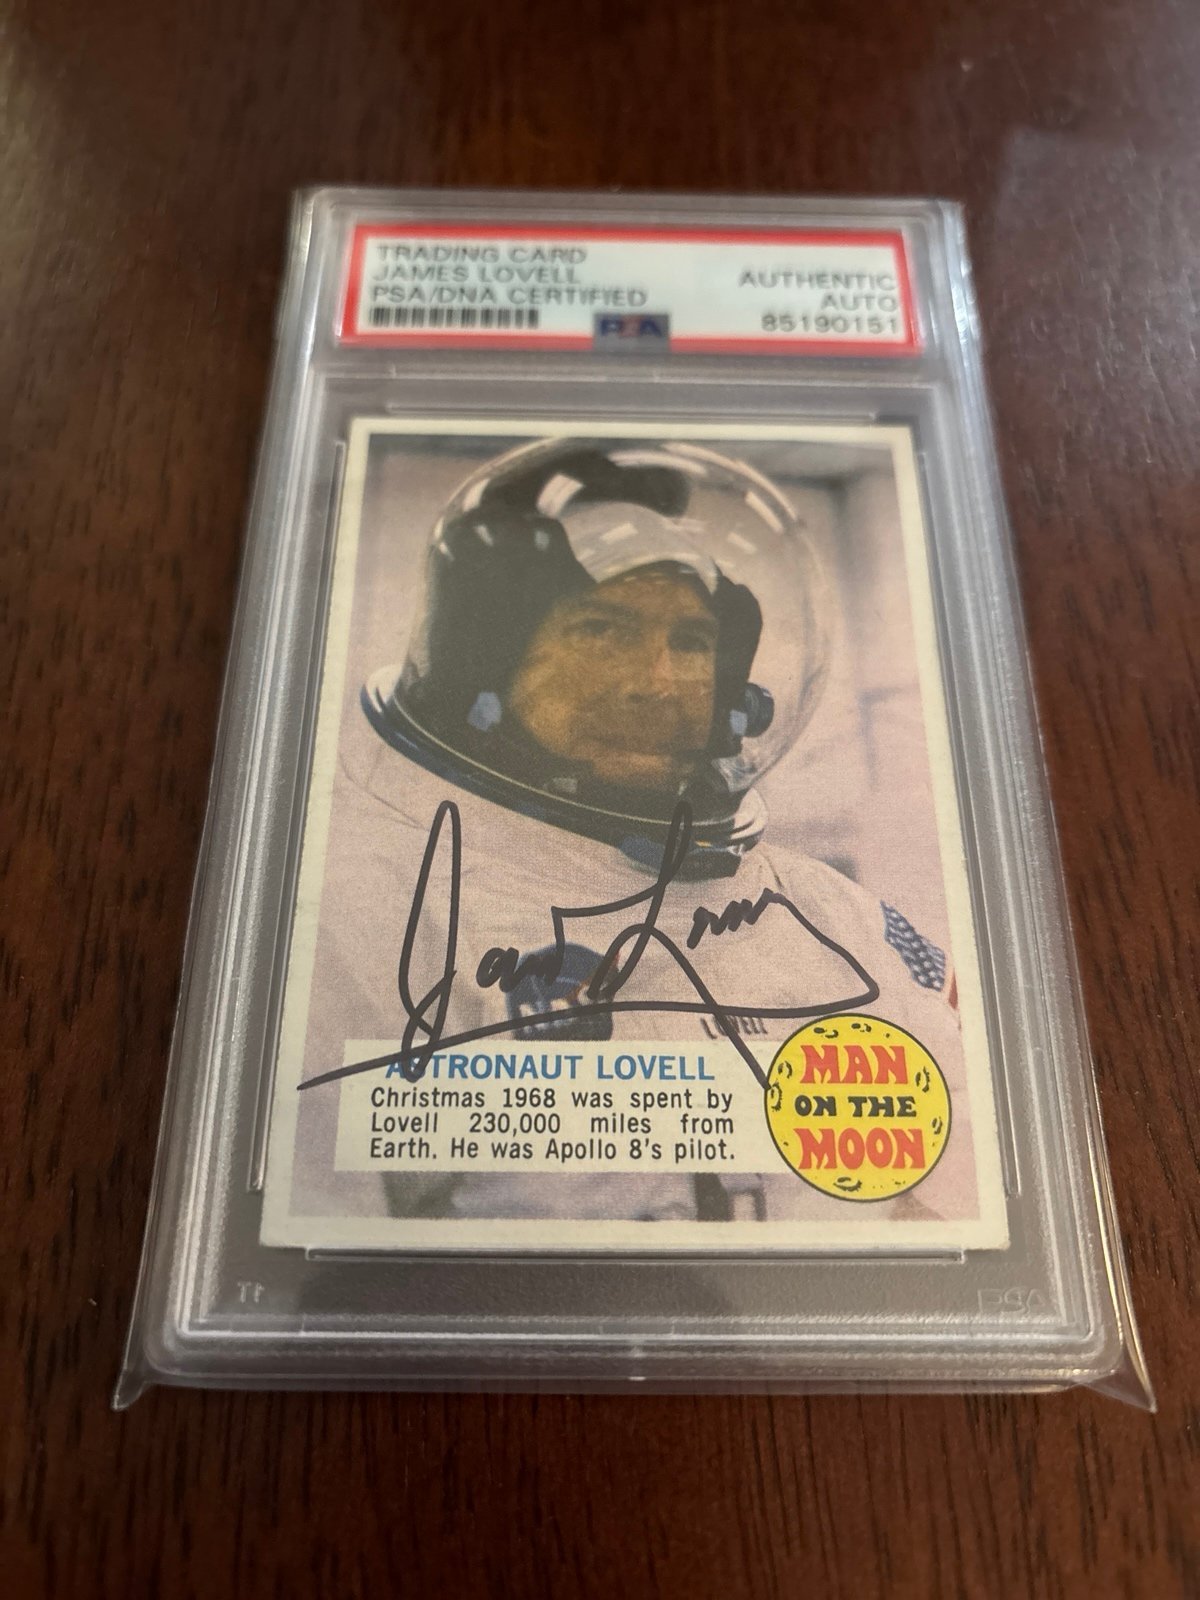 TRADING CARD
JAMES LOVELL
PSA/DNA CERTIFIED
AUTHENTIC
AUTO
85190151
PSA
LOVELL
ASTRONAUT LOVELL
Christmas 1968 was spent by
Lovell 230,000 miles from
Earth. He was Apollo 8's pilot.
MAN
ON THE
MOON
PSA